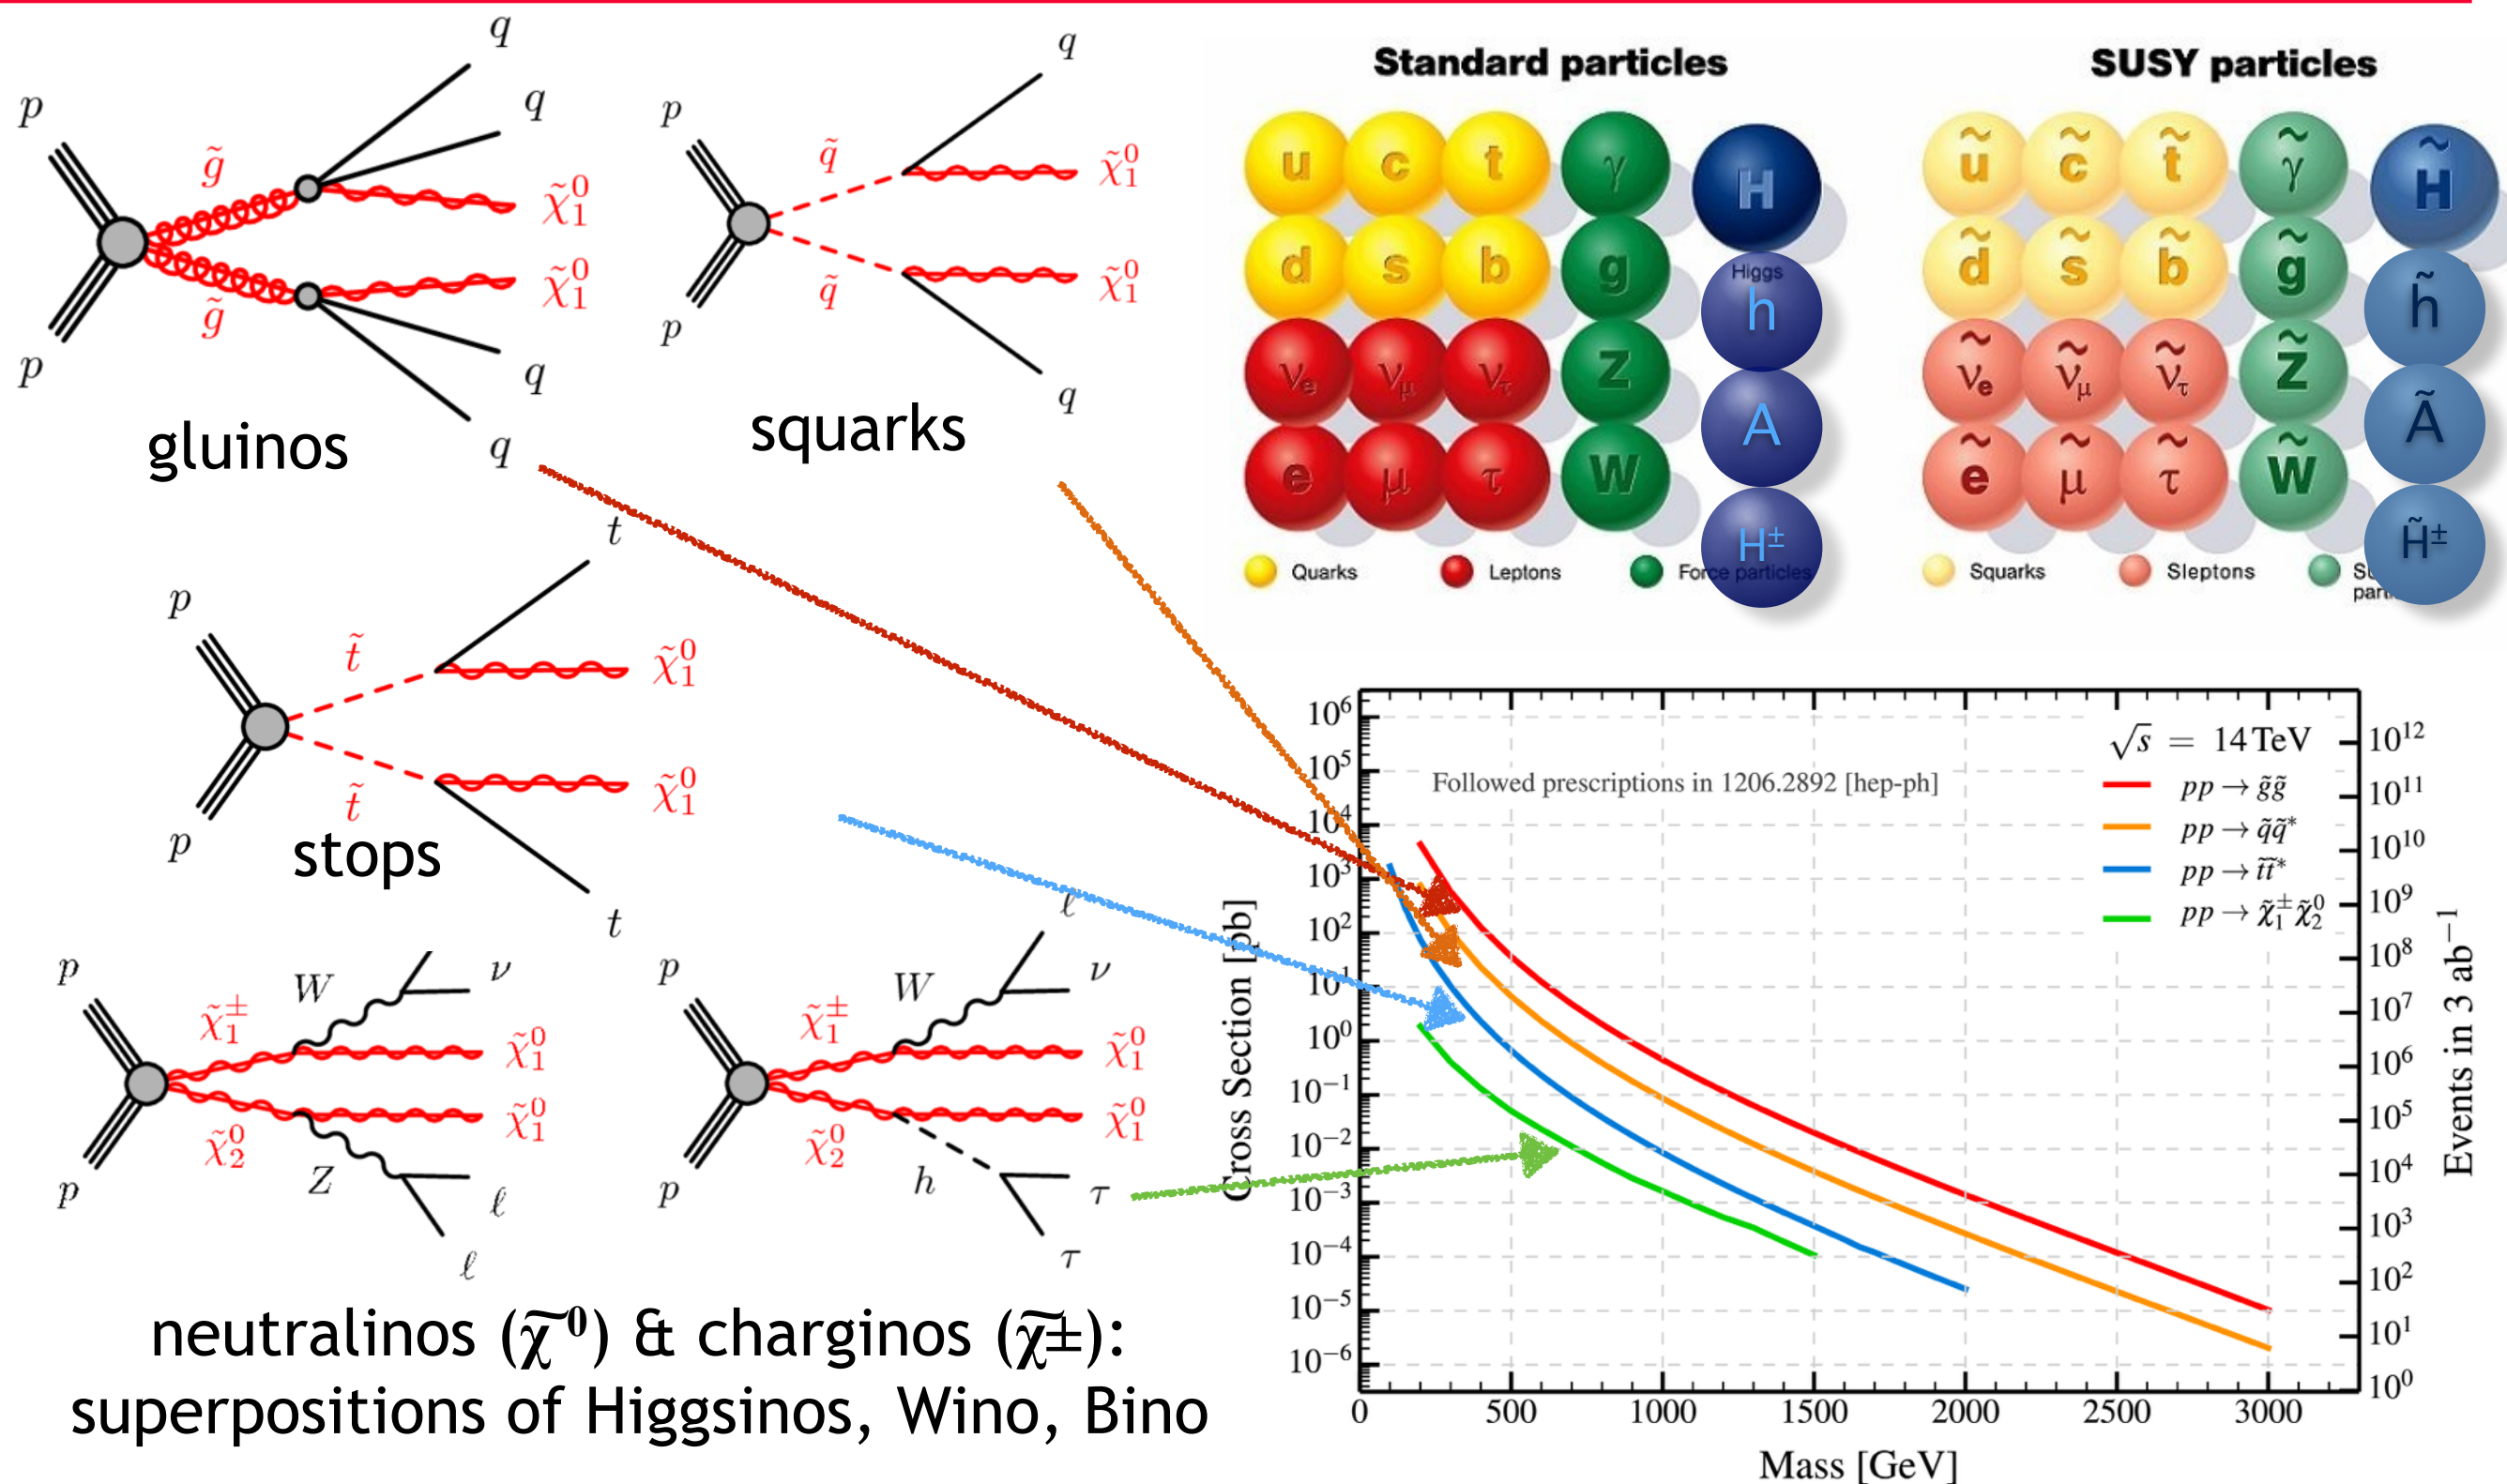 p
p
g̃
g̃
q
q
χ̃₁⁰
χ̃₁⁰
q
q
gluinos
p
p
q̃
q̃
q
χ̃₁⁰
χ̃₁⁰
q
squarks
p
p
t̃
t̃
t
χ̃₁⁰
χ̃₁⁰
t
stops
p
p
χ̃₁±
χ̃₂⁰
W
Z
ν
χ̃₁⁰
χ̃₁⁰
ℓ
ℓ
p
p
χ̃₁±
χ̃₂⁰
W
h
ℓ
ν
χ̃₁⁰
χ̃₁⁰
τ
τ
neutralinos (χ̃⁰) & charginos (χ̃±):
superpositions of Higgsinos, Wino, Bino
Standard particles
u c t γ H
d s b g
Higgs
h
νe νμ ντ Z
A
e μ τ W
H±
Quarks Leptons Force particles
SUSY particles
ũ c̃ t̃ γ̃ H̃
d̃ s̃ b̃ g̃ h̃
ν̃e ν̃μ ν̃τ Z̃ Ã
ẽ μ̃ τ̃ W̃ H̃±
Squarks Sleptons
√s = 14 TeV
Followed prescriptions in 1206.2892 [hep-ph]
pp → g̃g̃
pp → q̃q̃*
pp → t̃t̃*
pp → χ̃₁±χ̃₂⁰
Cross Section [pb]
10⁶
10⁵
10⁴
10³
10²
10¹
10⁰
10⁻¹
10⁻²
10⁻³
10⁻⁴
10⁻⁵
10⁻⁶
Events in 3 ab⁻¹
10¹²
10¹¹
10¹⁰
10⁹
10⁸
10⁷
10⁶
10⁵
10⁴
10³
10²
10¹
10⁰
0 500 1000 1500 2000 2500 3000
Mass [GeV]